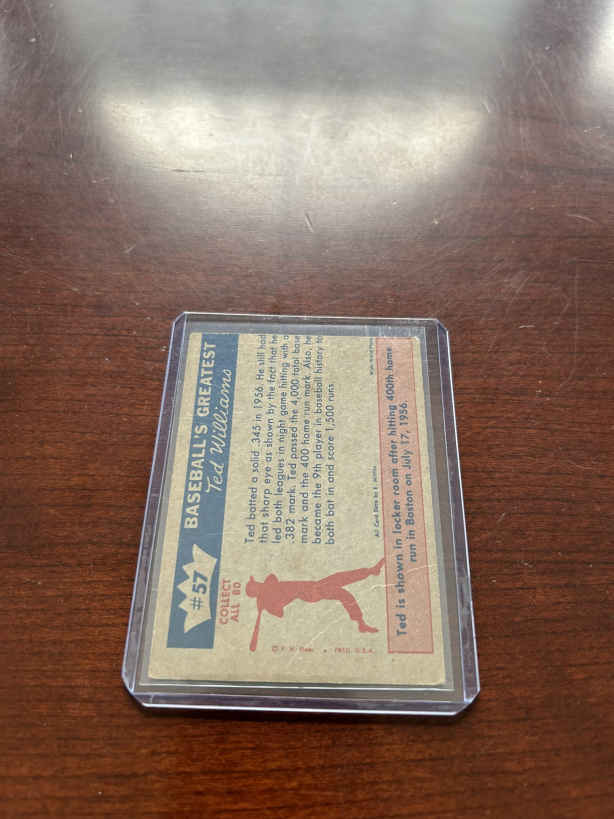 #57
BASEBALL'S GREATEST
Ted Williams
COLLECT
ALL 80
Ted batted a solid .345 in 1956. He still had
that sharp eye as shown by the fact that he
led both leagues in night game hitting with a
.382 mark. Ted passed the 4,000 total base
mark and the 400 home run mark. Also, he
became the 9th player in baseball history to
both bat in and score 1,500 runs.
Ted is shown in locker room after hitting 400th home
run in Boston on July 17, 1956.